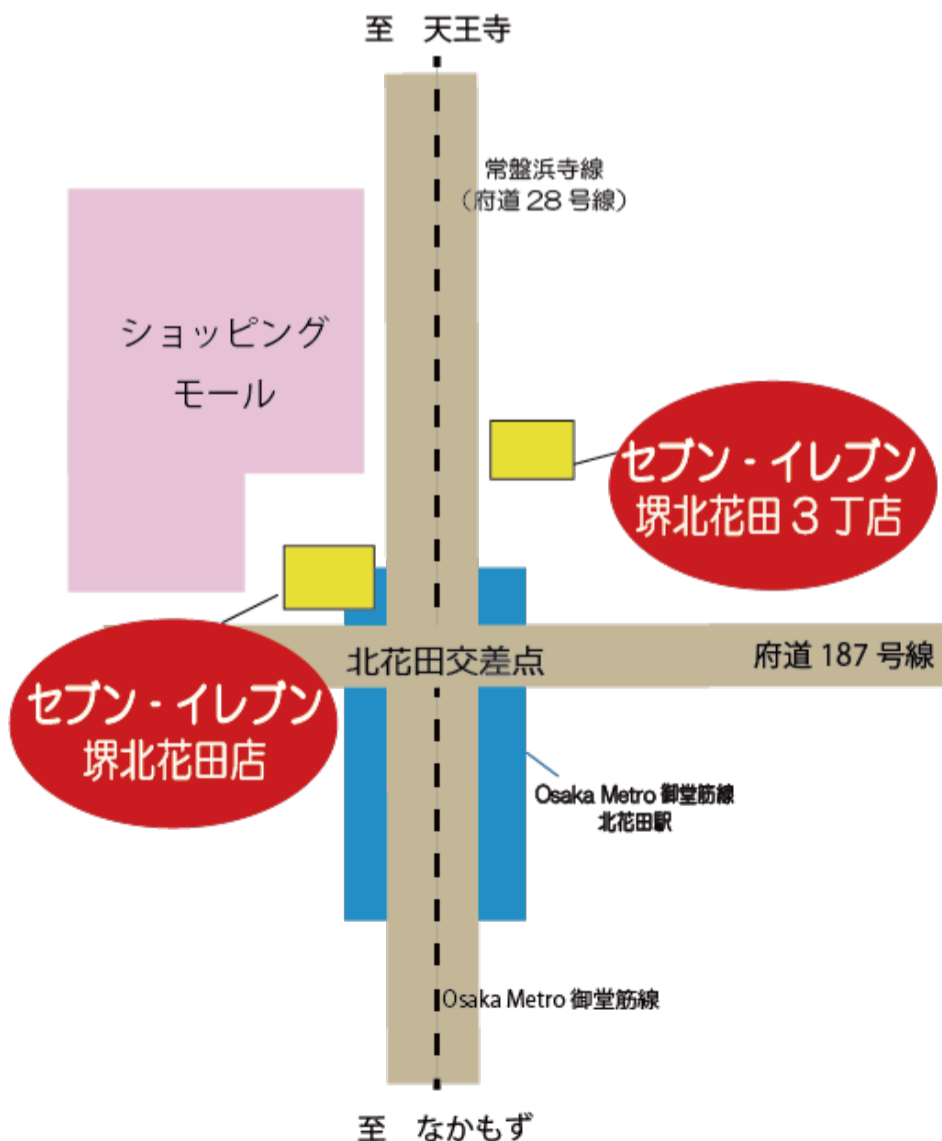 至　天王寺
常盤浜寺線
（府道 28 号線）
ショッピング
モール
セブン - イレブン
堺北花田 3 丁店
北花田交差点
府道 187 号線
セブン - イレブン
堺北花田店
Osaka Metro 御堂筋線
北花田駅
Osaka Metro 御堂筋線
至　なかもず